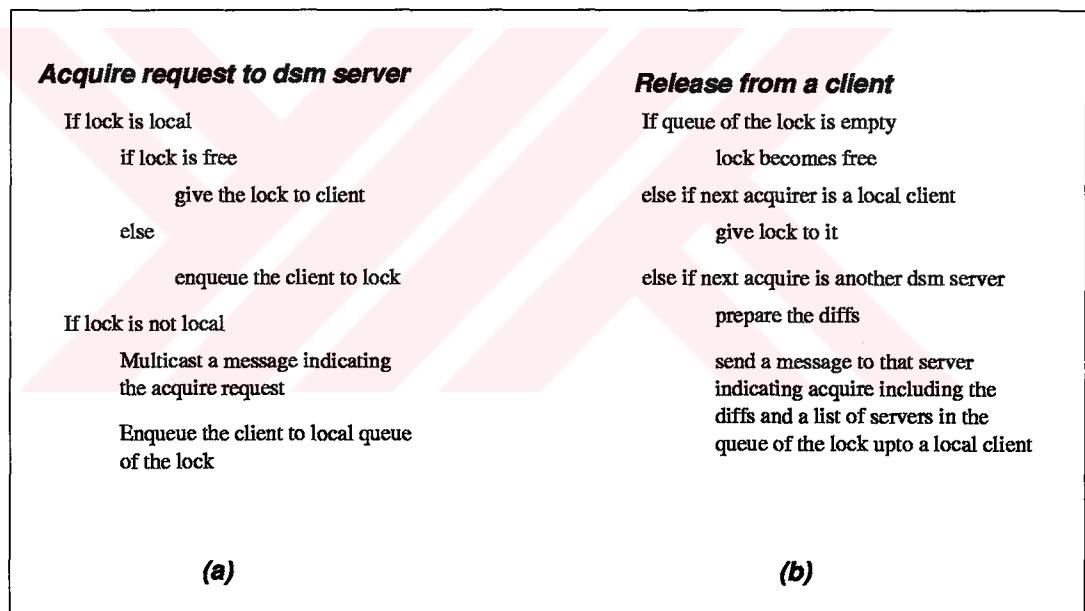 Acquire request to dsm server
If lock is local
if lock is free
give the lock to client
else
enqueue the client to lock
If lock is not local
Multicast a message indicating
the acquire request
Enqueue the client to local queue
of the lock
(a)
Release from a client
If queue of the lock is empty
lock becomes free
else if next acquirer is a local client
give lock to it
else if next acquire is another dsm server
prepare the diffs
send a message to that server
indicating acquire including the
diffs and a list of servers in the
queue of the lock upto a local client
(b)